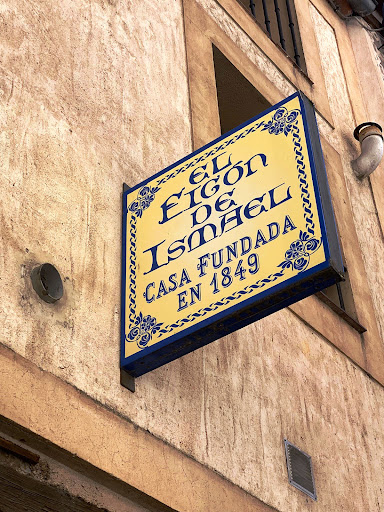 EL
FIGÓN
DE
ISMAEL
CASA FUNDADA
EN 1849